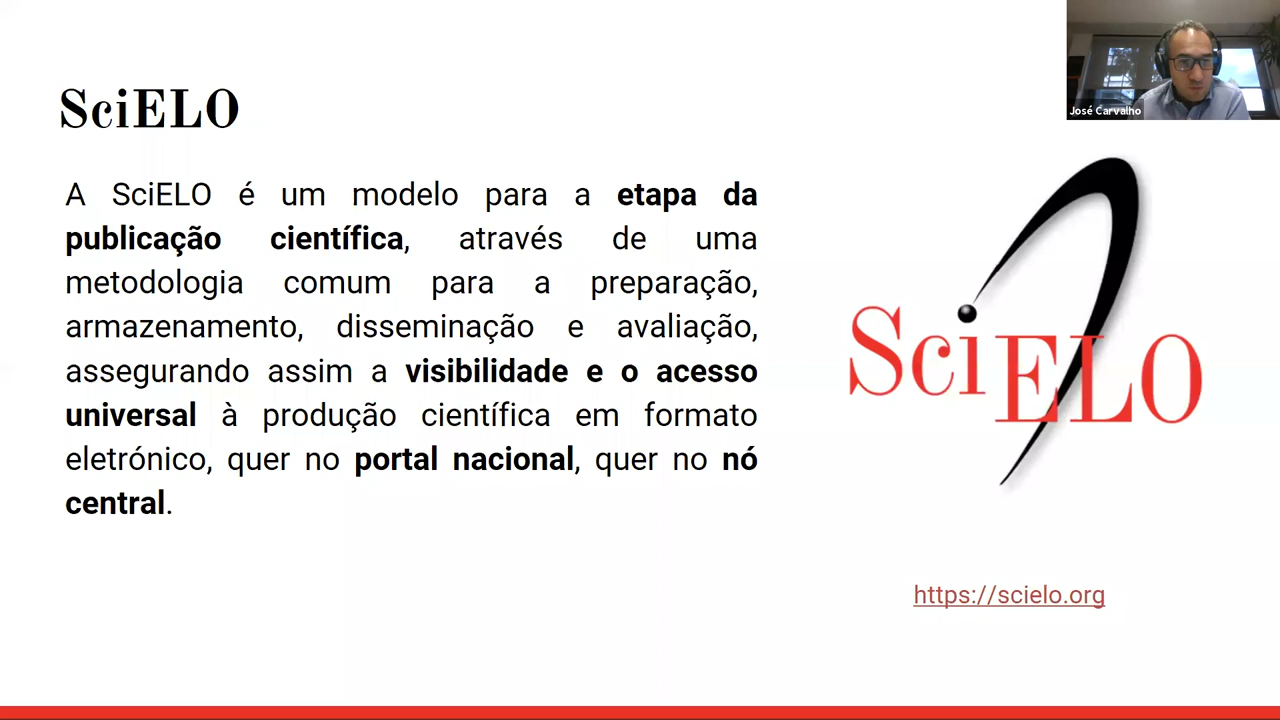 José Carvalho
SciELO
A SciELO é um modelo para a etapa da
publicação científica, através de uma
metodologia comum para a preparação,
armazenamento, disseminação e avaliação,
assegurando assim a visibilidade e o acesso
universal à produção científica em formato
eletrónico, quer no portal nacional, quer no nó
central.
SciELO
https://scielo.org